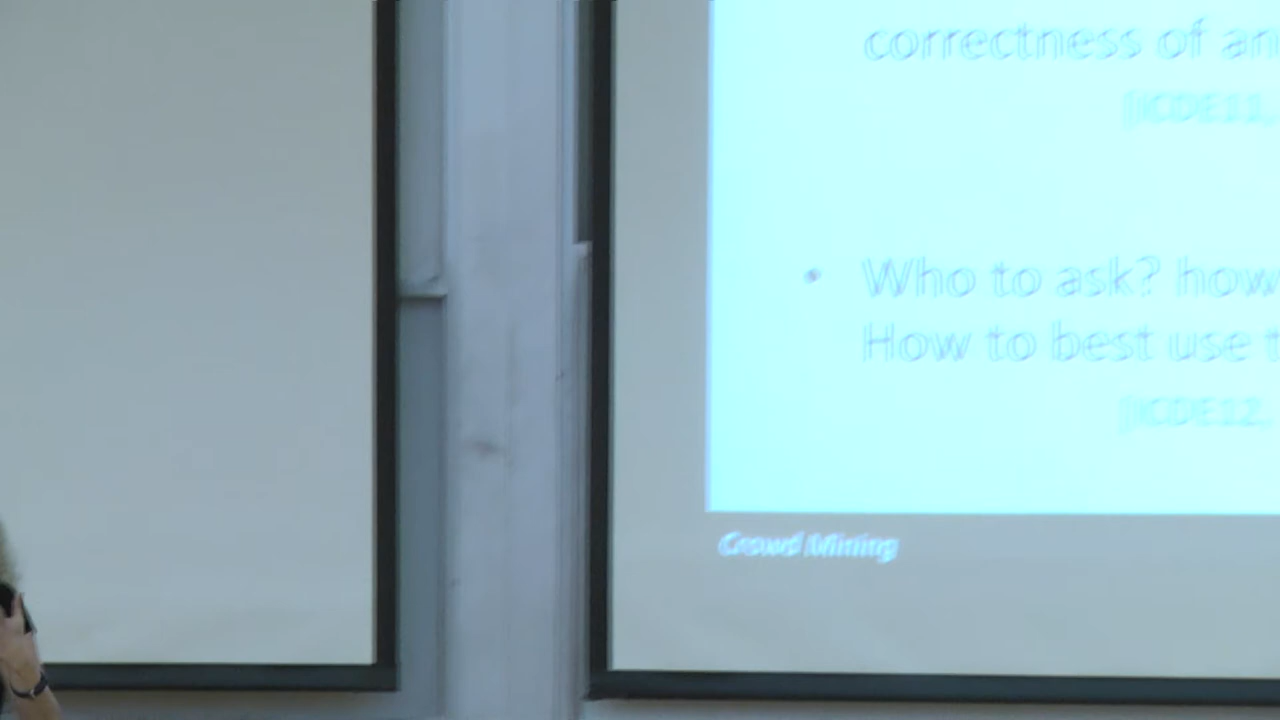 correctness of an
[ICDE11,
• Who to ask? how
How to best use t
[ICDE12,
Crowd Mining